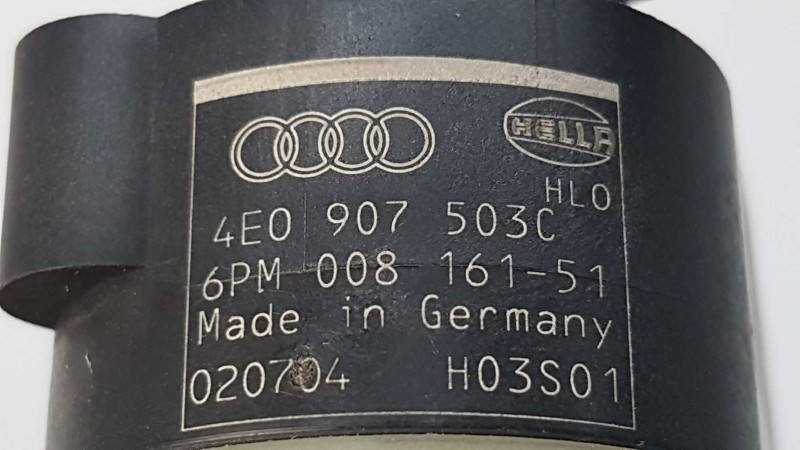 HELLA
HLO
4E0 907 503C
6PM 008 161-51
Made in Germany
020704 H03S01